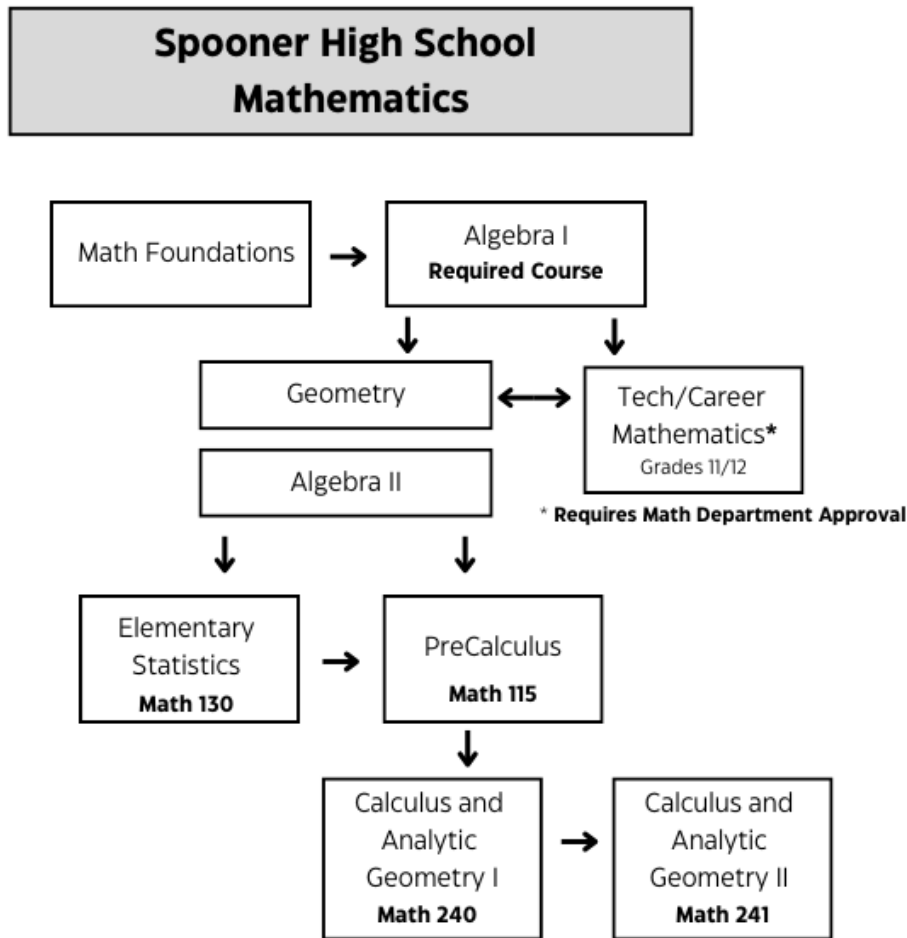 Spooner High School
Mathematics
Math Foundations
Algebra I
Required Course
Geometry
Tech/Career
Mathematics*
Grades 11/12
Algebra II
* Requires Math Department Approval
Elementary
Statistics
Math 130
PreCalculus
Math 115
Calculus and
Analytic
Geometry I
Math 240
Calculus and
Analytic
Geometry II
Math 241